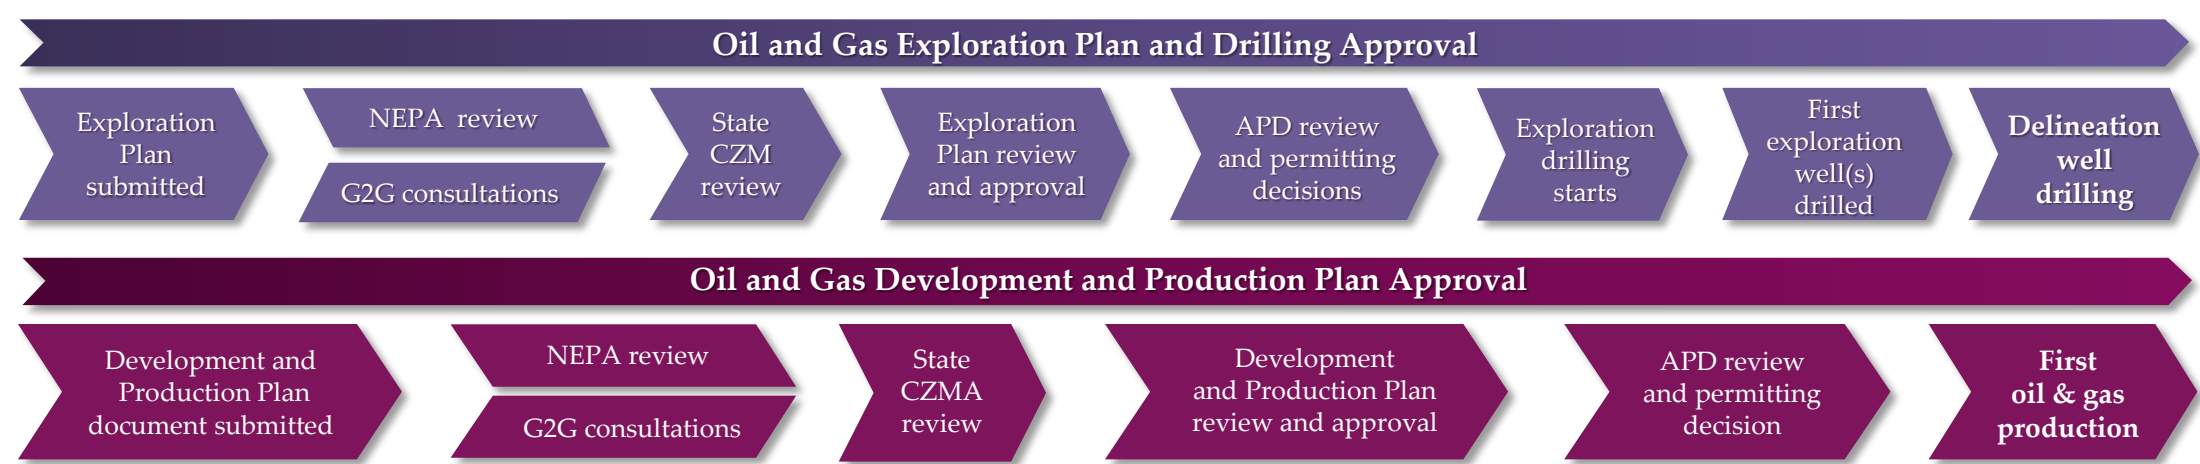 Oil and Gas Exploration Plan and Drilling Approval
Exploration
Plan
submitted
NEPA review
G2G consultations
State
CZM
review
Exploration
Plan review
and approval
APD review
and permitting
decisions
Exploration
drilling
starts
First
exploration
well(s)
drilled
Delineation
well
drilling
Oil and Gas Development and Production Plan Approval
Development and
Production Plan
document submitted
NEPA review
G2G consultations
State
CZMA
review
Development
and Production Plan
review and approval
APD review
and permitting
decision
First
oil & gas
production